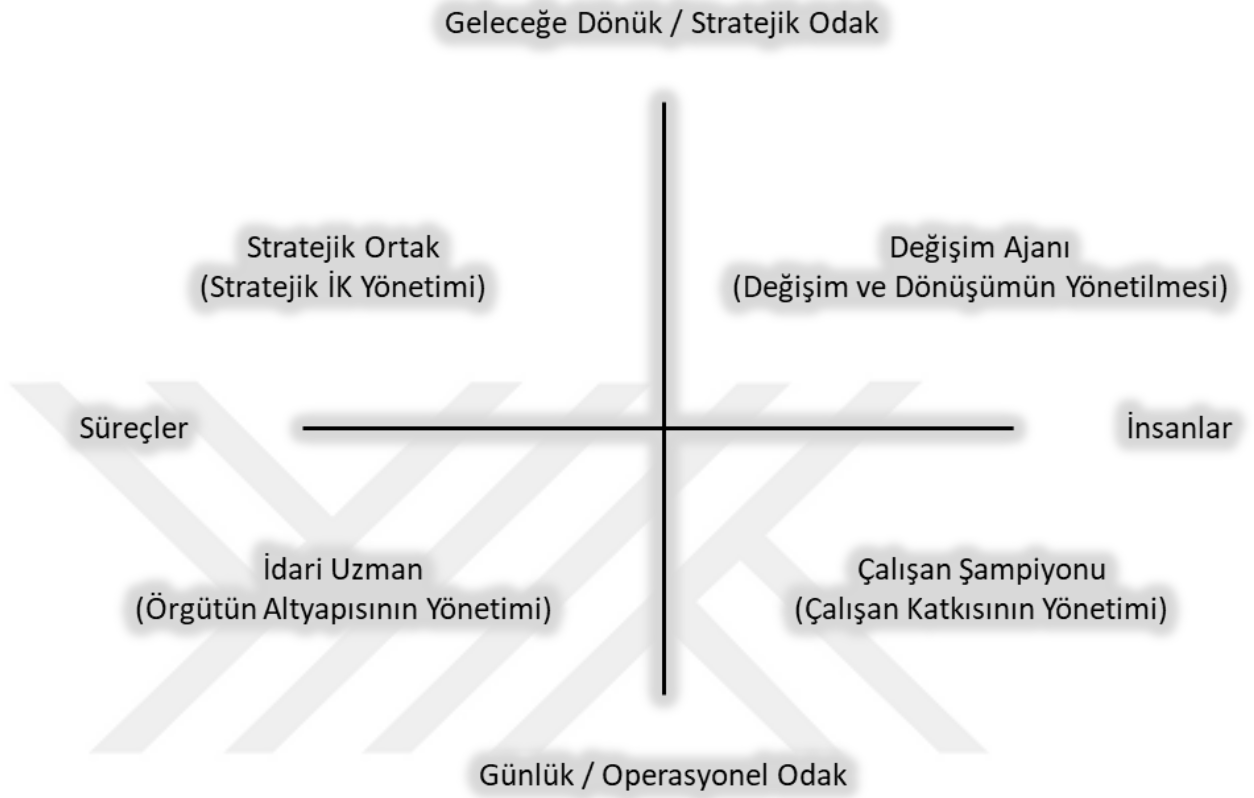 Geleceğe Dönük / Stratejik Odak
Stratejik Ortak
(Stratejik İK Yönetimi)
Değişim Ajanı
(Değişim ve Dönüşümün Yönetilmesi)
Süreçler
İnsanlar
İdari Uzman
(Örgütün Altyapısının Yönetimi)
Çalışan Şampiyonu
(Çalışan Katkısının Yönetimi)
Günlük / Operasyonel Odak